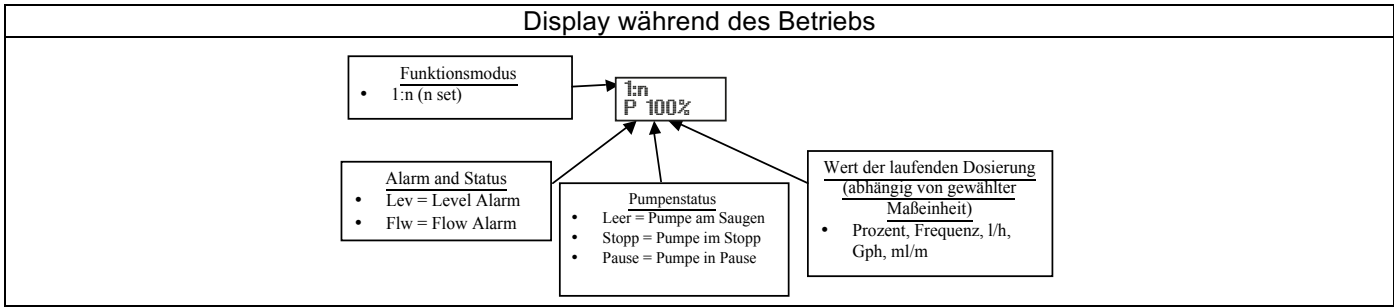 Display während des Betriebs
Funktionsmodus
• 1:n (n set)
1:n
P 100%
Alarm and Status
• Lev = Level Alarm
• Flw = Flow Alarm
Pumpenstatus
• Leer = Pumpe am Saugen
• Stopp = Pumpe im Stopp
• Pause = Pumpe in Pause
Wert der laufenden Dosierung
(abhängig von gewählter
Maßeinheit)
• Prozent, Frequenz, l/h,
Gph, ml/m